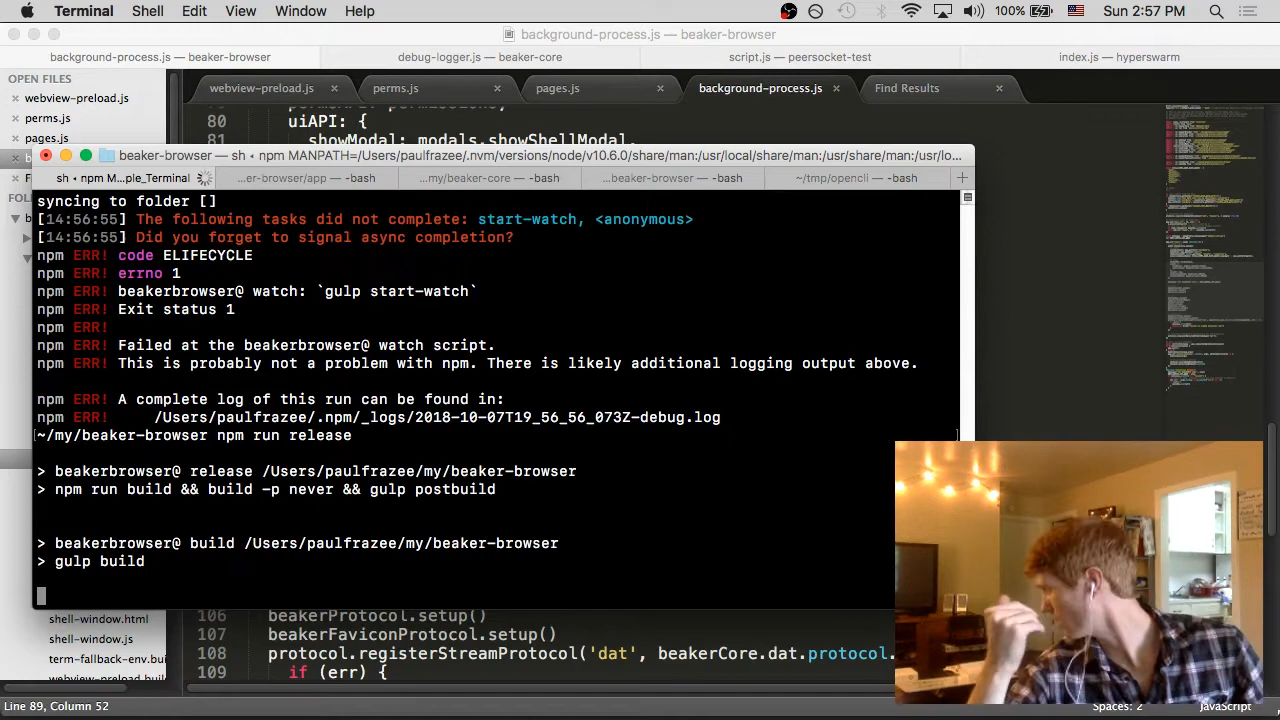 Terminal Shell Edit View Window Help 100% Sun 2:57 PM
background-process.js — beaker-browser
background-process.js — beaker-browser debug-logger.js — beaker-core script.js — peersocket-test index.js — hyperswarm
OPEN FILES
webview-preload.js
perms.js
pages.js
webview-preload.js perms.js pages.js background-process.js Find Results
80 uiAPI: {
81 showModal: modals.showShellModal
beaker-browser — sh ◂ npm MANPATH=/Users/paulfrazee/.nvm/versions/node/v10.6.0/share/man:/usr/local/share/man:/usr/share/man:/usr/lo...
sh ◂ npm M...ple_Terminal ...er-browser/app — -bash ...my/beaker-browser — -bash ...beaker-browser — -bash ~/tmp/opencli — -bash
syncing to folder []
[14:56:55] The following tasks did not complete: start-watch, <anonymous>
[14:56:55] Did you forget to signal async completion?
npm ERR! code ELIFECYCLE
npm ERR! errno 1
npm ERR! beakerbrowser@ watch: `gulp start-watch`
npm ERR! Exit status 1
npm ERR!
npm ERR! Failed at the beakerbrowser@ watch script.
npm ERR! This is probably not a problem with npm. There is likely additional logging output above.
npm ERR! A complete log of this run can be found in:
npm ERR! /Users/paulfrazee/.npm/_logs/2018-10-07T19_56_56_073Z-debug.log
~/my/beaker-browser npm run release
> beakerbrowser@ release /Users/paulfrazee/my/beaker-browser
> npm run build && build -p never && gulp postbuild
> beakerbrowser@ build /Users/paulfrazee/my/beaker-browser
> gulp build
shell-window.html
shell-window.js
term-fallback-env.bui
webview-preload.buil
106 beakerProtocol.setup()
107 beakerFaviconProtocol.setup()
108 protocol.registerStreamProtocol('dat', beakerCore.dat.protocol.
109 if (err) {
Line 89, Column 52 Spaces: 2 JavaScript